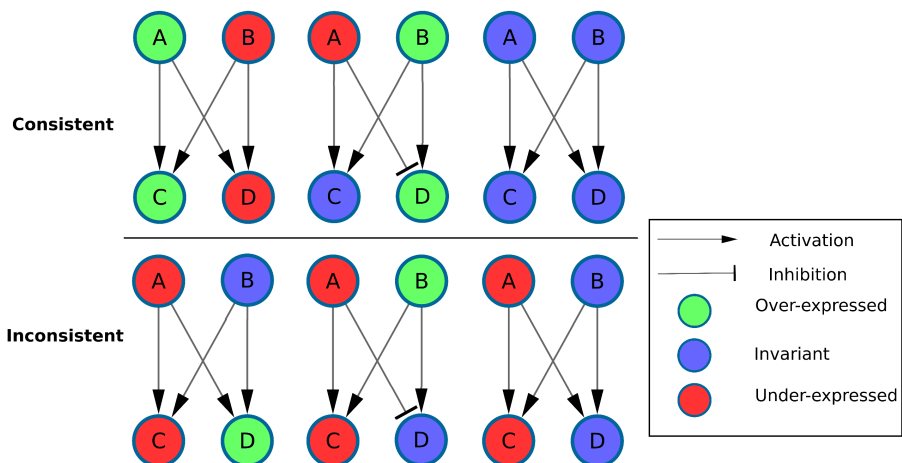 A B A B A B
Consistent
C D C D C D
A B A B A B
Inconsistent
C D C D C D
Activation
Inhibition
Over-expressed
Invariant
Under-expressed